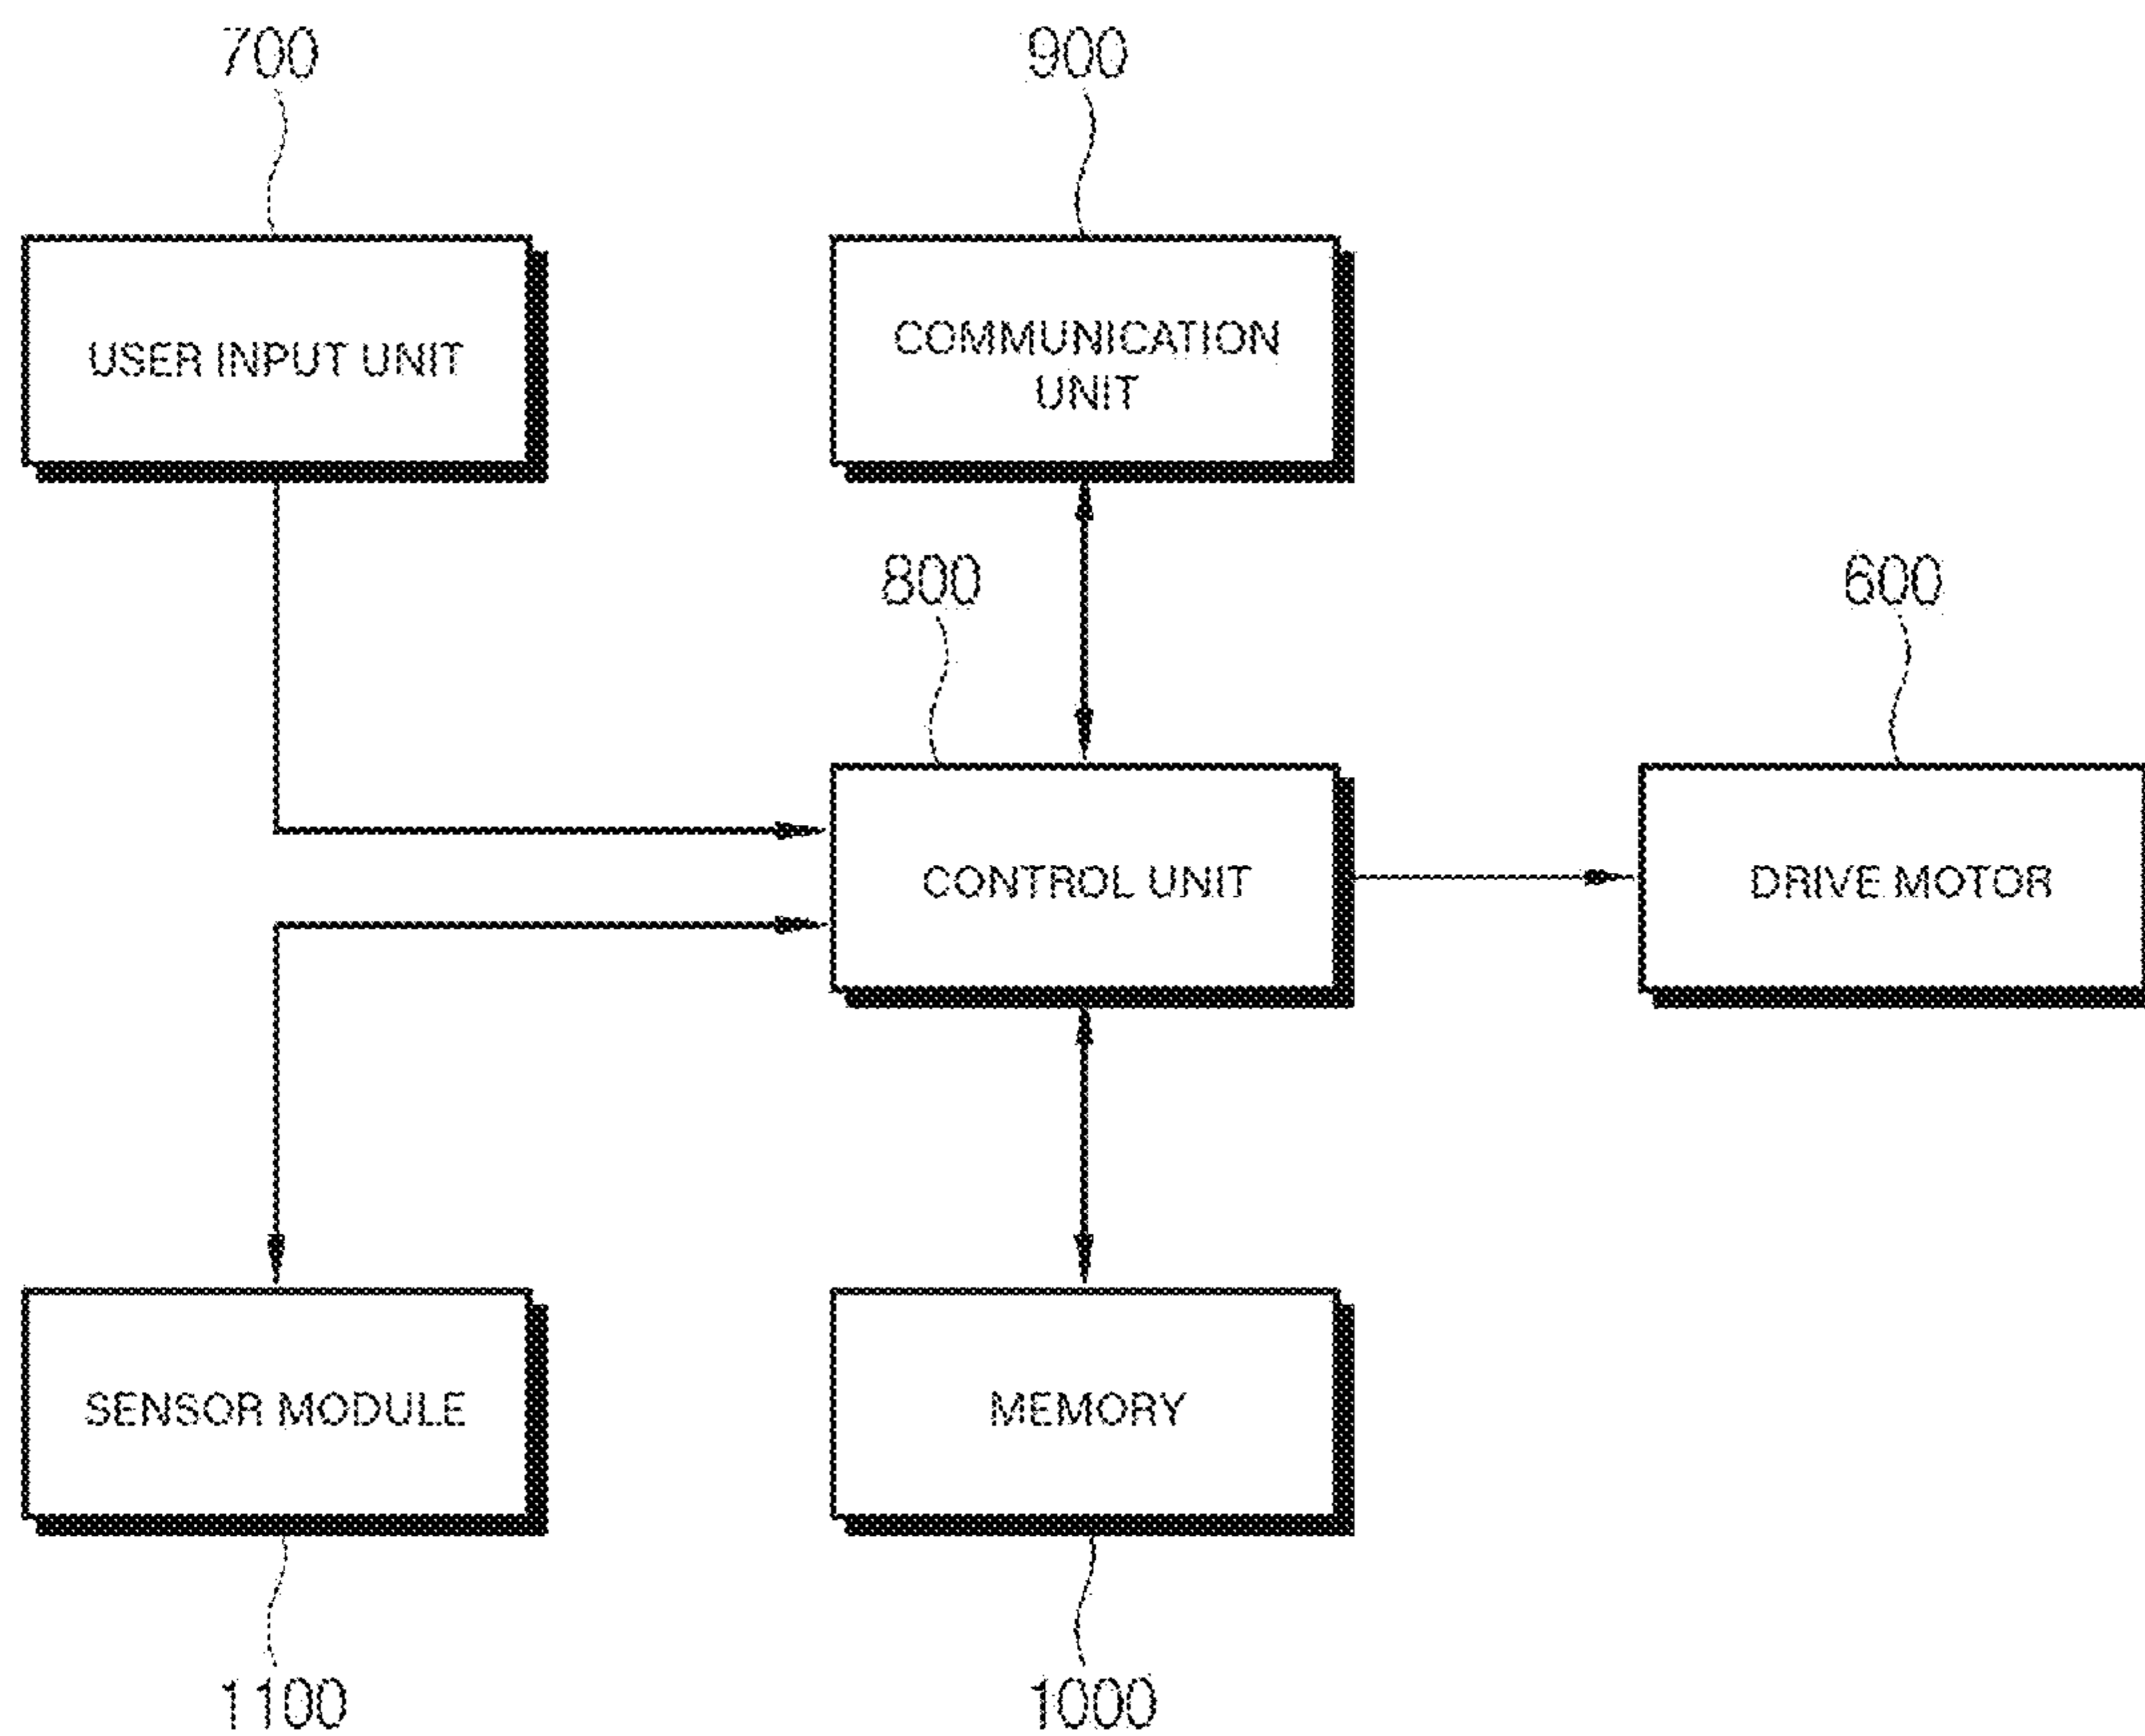 700
900
USER INPUT UNIT
COMMUNICATION
UNIT
800
600
CONTROL UNIT
DRIVE MOTOR
SENSOR MODULE
MEMORY
1100
1000